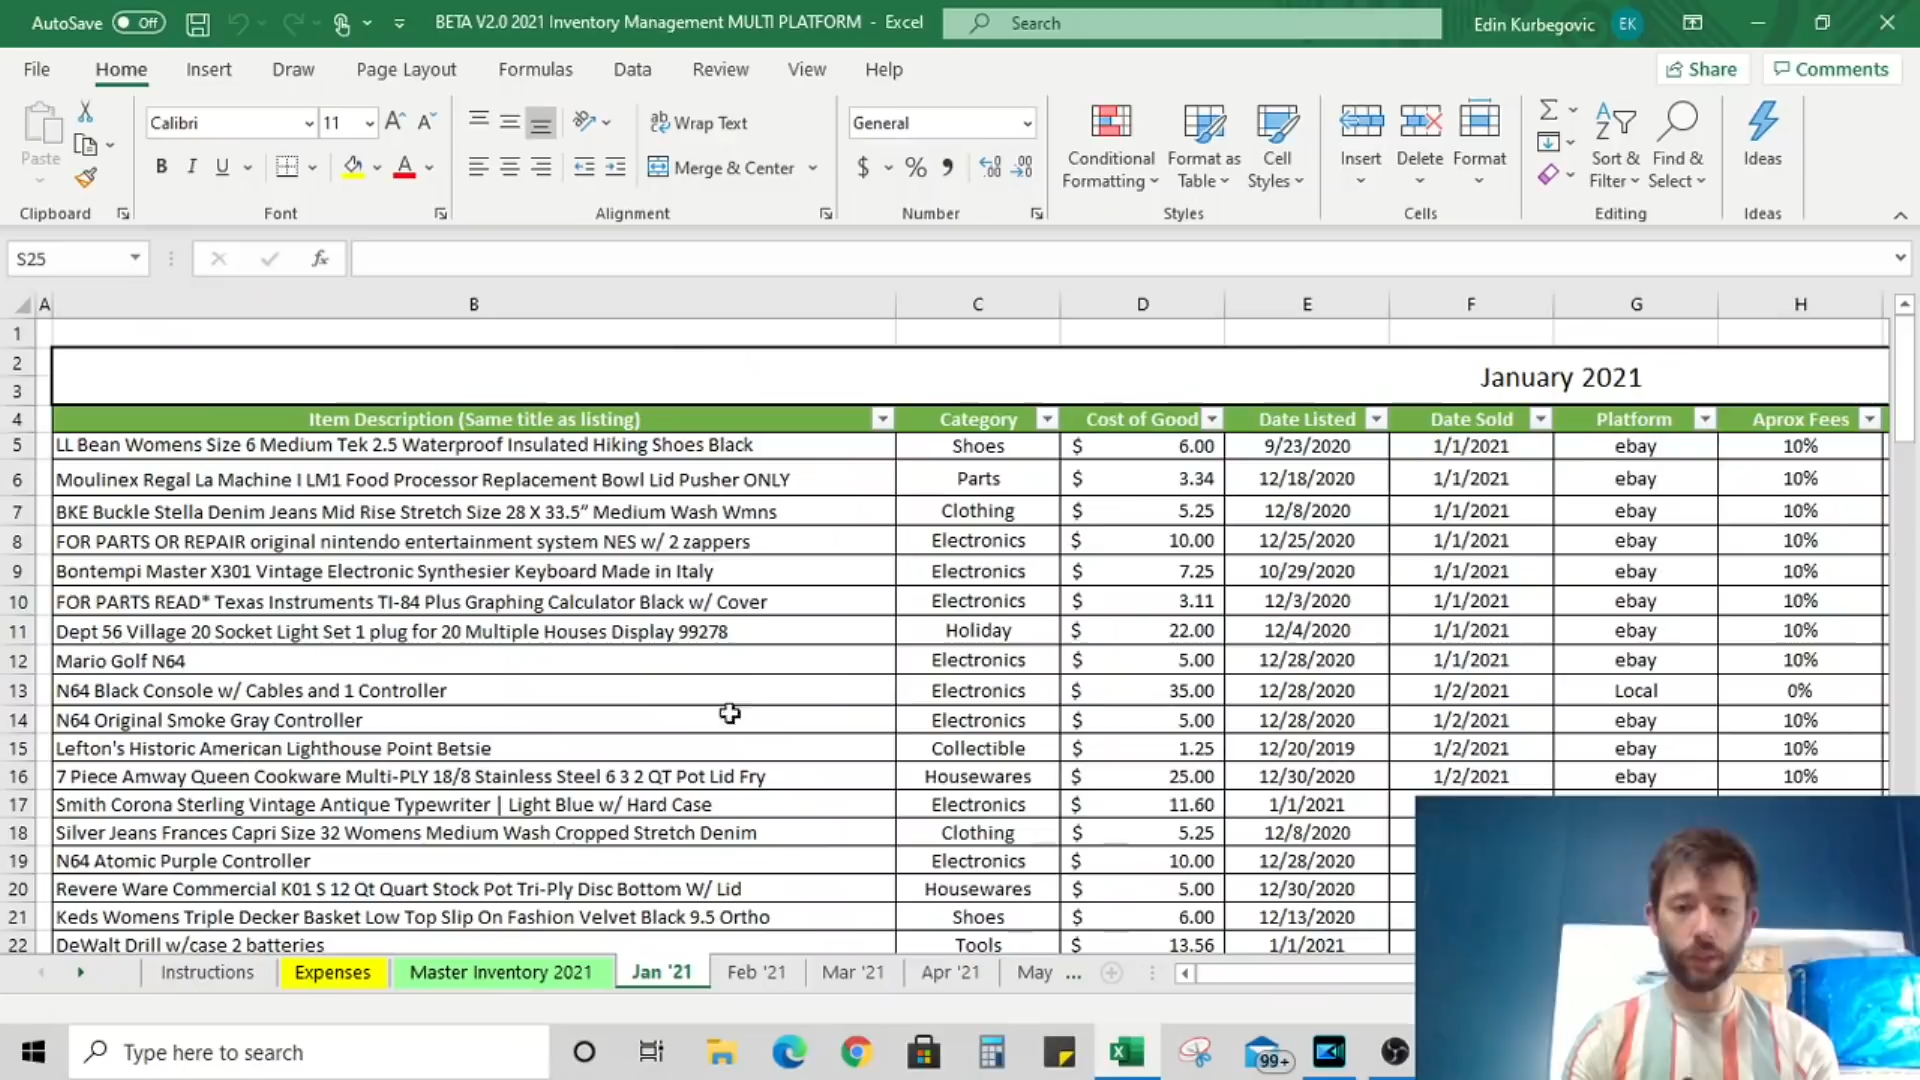 AutoSave Off BETA V2.0 2021 Inventory Management MULTI PLATFORM - Excel Search Edin Kurbegovic EK
File Home Insert Draw Page Layout Formulas Data Review View Help Share Comments
Paste Calibri 11 A A B I U A Wrap Text Merge & Center General $ % , Conditional Formatting Format as Table Cell Styles Insert Delete Format Sort & Filter Find & Select Ideas
Clipboard Font Alignment Number Styles Cells Editing Ideas
S25 fx
A B C D E F G H
1
2 January 2021
3
4 Item Description (Same title as listing) Category Cost of Good Date Listed Date Sold Platform Aprox Fees
5 LL Bean Womens Size 6 Medium Tek 2.5 Waterproof Insulated Hiking Shoes Black Shoes $ 6.00 9/23/2020 1/1/2021 ebay 10%
6 Moulinex Regal La Machine I LM1 Food Processor Replacement Bowl Lid Pusher ONLY Parts $ 3.34 12/18/2020 1/1/2021 ebay 10%
7 BKE Buckle Stella Denim Jeans Mid Rise Stretch Size 28 X 33.5” Medium Wash Wmns Clothing $ 5.25 12/8/2020 1/1/2021 ebay 10%
8 FOR PARTS OR REPAIR original nintendo entertainment system NES w/ 2 zappers Electronics $ 10.00 12/25/2020 1/1/2021 ebay 10%
9 Bontempi Master X301 Vintage Electronic Synthesier Keyboard Made in Italy Electronics $ 7.25 10/29/2020 1/1/2021 ebay 10%
10 FOR PARTS READ* Texas Instruments TI-84 Plus Graphing Calculator Black w/ Cover Electronics $ 3.11 12/3/2020 1/1/2021 ebay 10%
11 Dept 56 Village 20 Socket Light Set 1 plug for 20 Multiple Houses Display 99278 Holiday $ 22.00 12/4/2020 1/1/2021 ebay 10%
12 Mario Golf N64 Electronics $ 5.00 12/28/2020 1/1/2021 ebay 10%
13 N64 Black Console w/ Cables and 1 Controller Electronics $ 35.00 12/28/2020 1/2/2021 Local 0%
14 N64 Original Smoke Gray Controller Electronics $ 5.00 12/28/2020 1/2/2021 ebay 10%
15 Lefton's Historic American Lighthouse Point Betsie Collectible $ 1.25 12/20/2019 1/2/2021 ebay 10%
16 7 Piece Amway Queen Cookware Multi-PLY 18/8 Stainless Steel 6 3 2 QT Pot Lid Fry Housewares $ 25.00 12/30/2020 1/2/2021 ebay 10%
17 Smith Corona Sterling Vintage Antique Typewriter | Light Blue w/ Hard Case Electronics $ 11.60 1/1/2021
18 Silver Jeans Frances Capri Size 32 Womens Medium Wash Cropped Stretch Denim Clothing $ 5.25 12/8/2020
19 N64 Atomic Purple Controller Electronics $ 10.00 12/28/2020
20 Revere Ware Commercial K01 S 12 Qt Quart Stock Pot Tri-Ply Disc Bottom W/ Lid Housewares $ 5.00 12/30/2020
21 Keds Womens Triple Decker Basket Low Top Slip On Fashion Velvet Black 9.5 Ortho Shoes $ 6.00 12/13/2020
22 DeWalt Drill w/case 2 batteries Tools $ 13.56 1/1/2021
Instructions Expenses Master Inventory 2021 Jan '21 Feb '21 Mar '21 Apr '21 May ...
Type here to search 99+